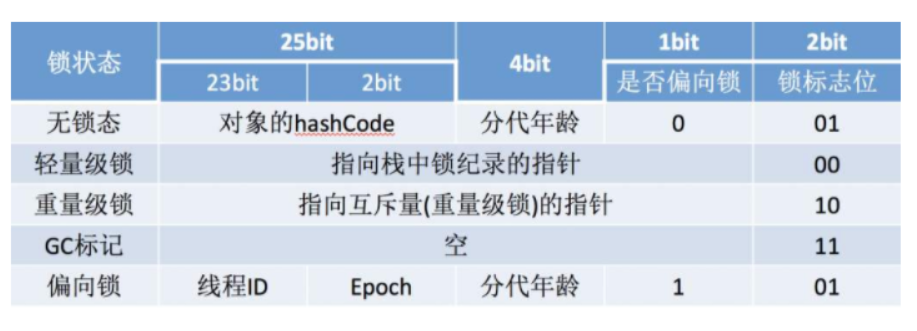 锁状态 25bit 4bit 1bit 2bit
23bit 2bit 是否偏向锁 锁标志位
无锁态 对象的hashCode 分代年龄 0 01
轻量级锁 指向栈中锁纪录的指针 00
重量级锁 指向互斥量(重量级锁)的指针 10
GC标记 空 11
偏向锁 线程ID Epoch 分代年龄 1 01